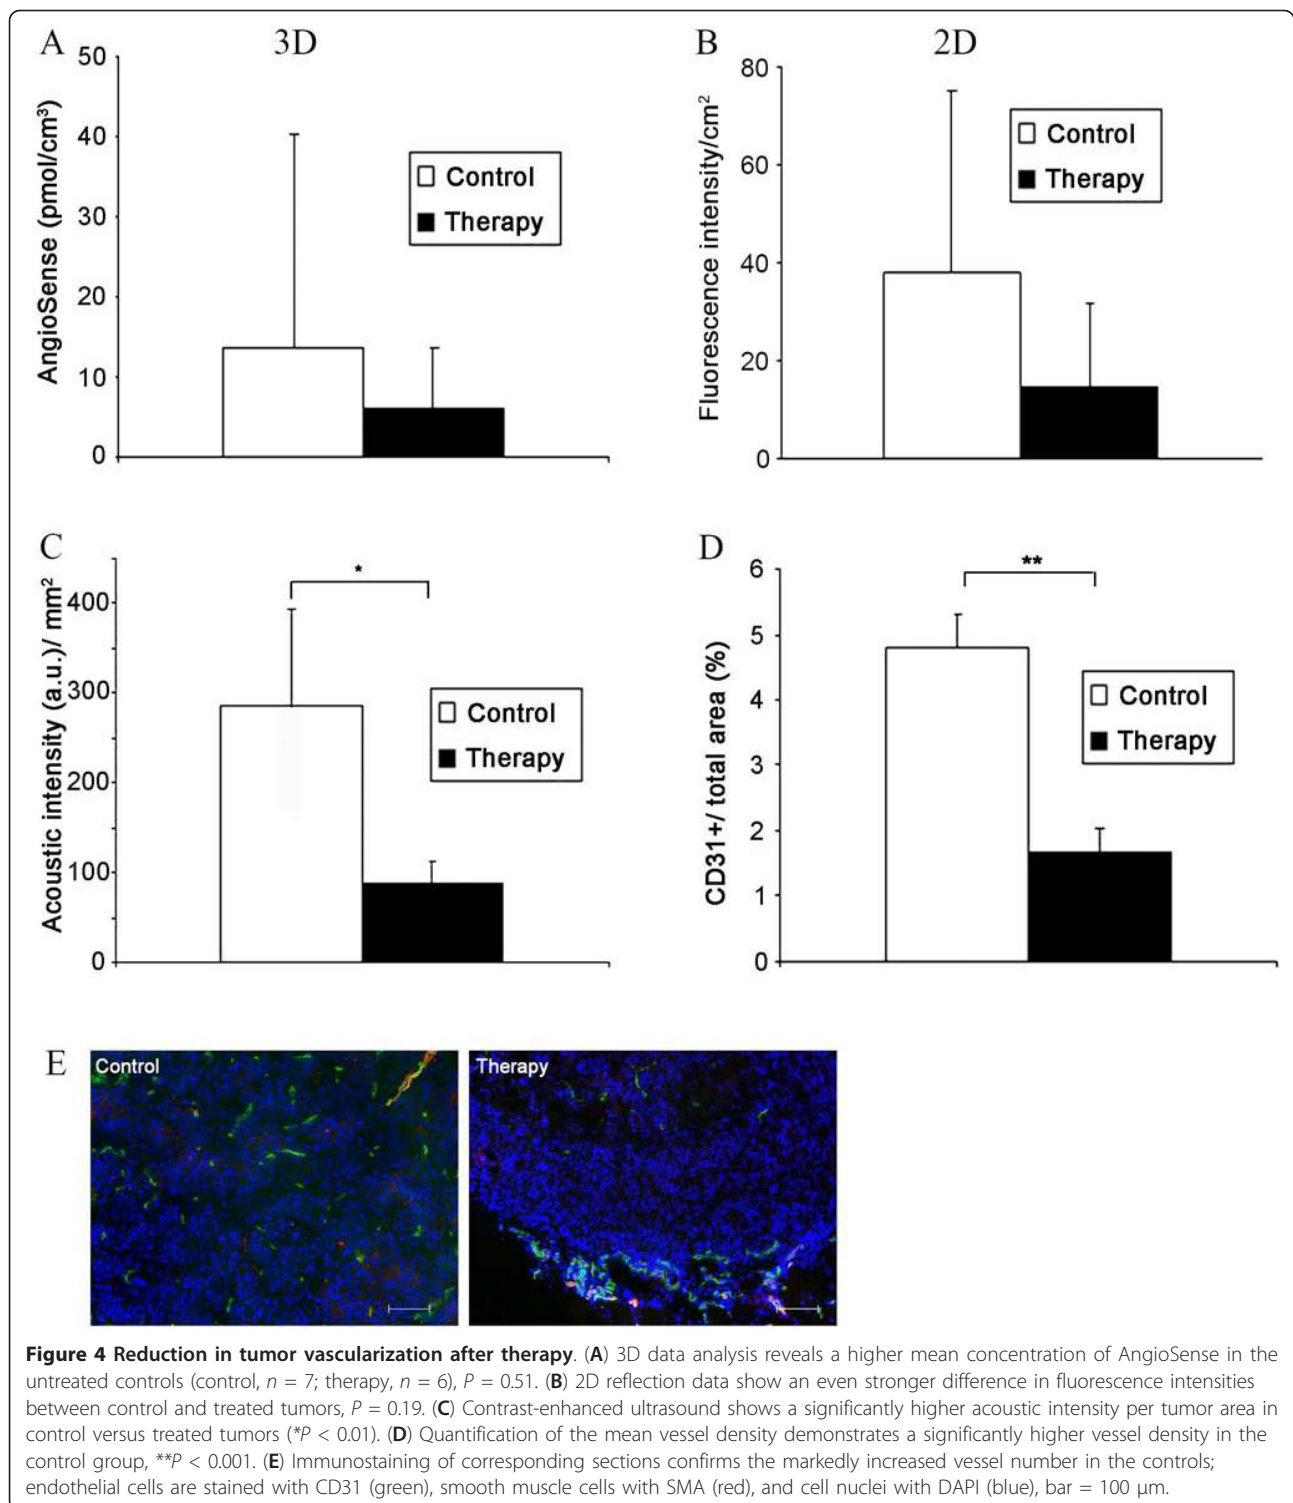 A 3D
AngioSense (pmol/cm³)
50
40
30
20
10
0
Control
Therapy
B 2D
Fluorescence intensity/cm²
80
60
40
20
0
Control
Therapy
C
Acoustic intensity (a.u.)/ mm²
400
300
200
100
0
*
Control
Therapy
D
CD31+/ total area (%)
6
5
4
3
2
1
0
**
Control
Therapy
E
Control
Therapy
Figure 4 Reduction in tumor vascularization after therapy. (A) 3D data analysis reveals a higher mean concentration of AngioSense in the
untreated controls (control, n = 7; therapy, n = 6), P = 0.51. (B) 2D reflection data show an even stronger difference in fluorescence intensities
between control and treated tumors, P = 0.19. (C) Contrast-enhanced ultrasound shows a significantly higher acoustic intensity per tumor area in
control versus treated tumors (*P < 0.01). (D) Quantification of the mean vessel density demonstrates a significantly higher vessel density in the
control group, **P < 0.001. (E) Immunostaining of corresponding sections confirms the markedly increased vessel number in the controls;
endothelial cells are stained with CD31 (green), smooth muscle cells with SMA (red), and cell nuclei with DAPI (blue), bar = 100 μm.